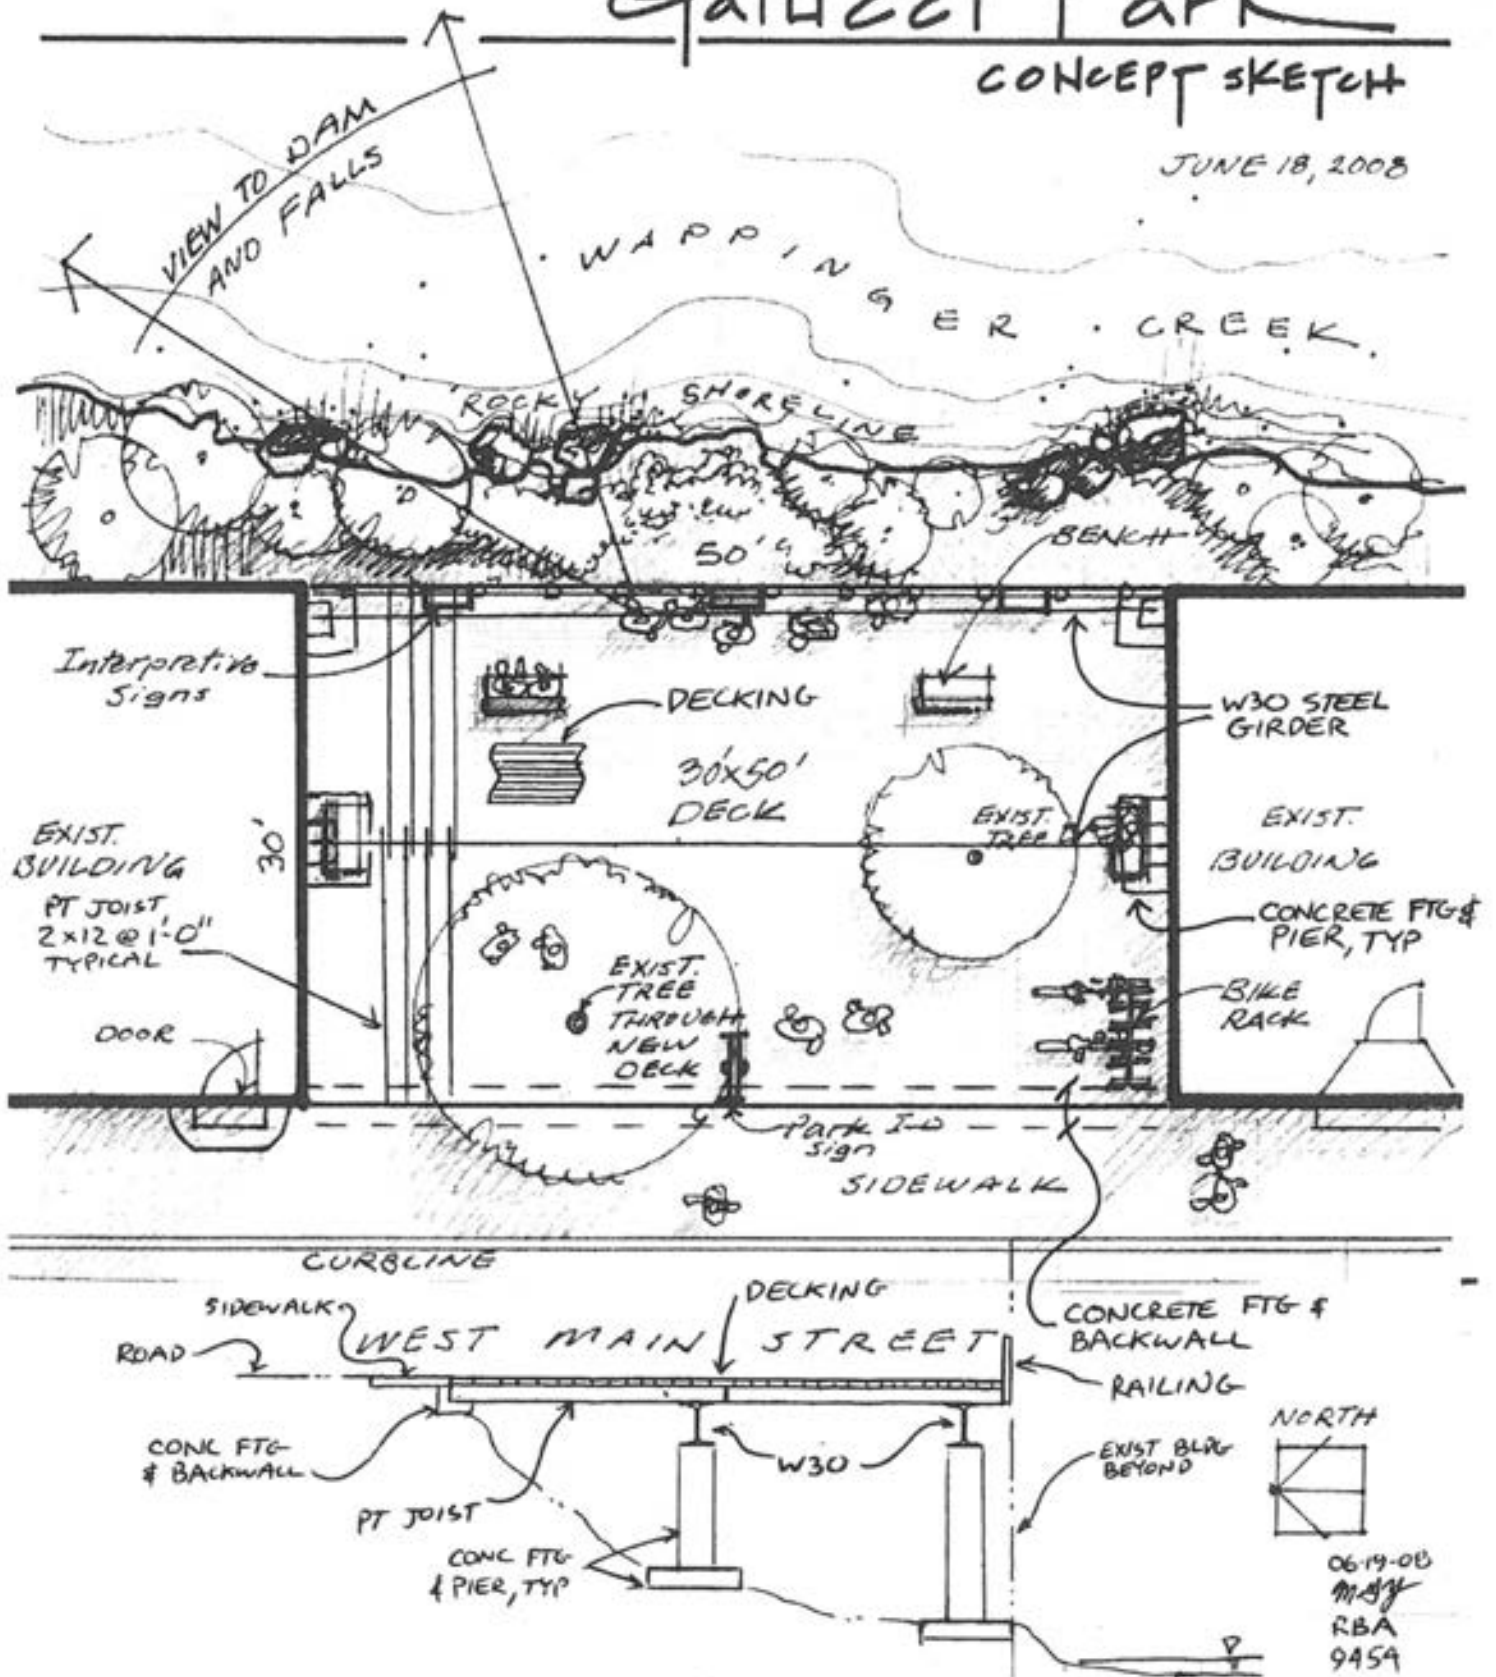 Galucci Park
CONCEPT SKETCH
JUNE 18, 2008
VIEW TO DAM
AND FALLS
WAPPINGER CREEK
ROCKY SHORELINE
50'
BENCH
Interpretive
Signs
DECKING
W30 STEEL
GIRDER
30'x50'
DECK
EXIST.
TREE
EXIST.
BUILDING
30'
EXIST.
BUILDING
PT JOIST
2x12 @ 1'-0"
TYPICAL
CONCRETE FTG &
PIER, TYP
EXIST.
TREE
THROUGH
NEW
DECK
BIKE
RACK
DOOR
Park I-D
Sign
SIDEWALK
CURBLINE
SIDEWALK
DECKING
WEST MAIN STREET
CONCRETE FTG &
BACKWALL
ROAD
RAILING
NORTH
CONC FTG
& BACKWALL
W30
EXIST BLDG
BEYOND
PT JOIST
CONC FTG
& PIER, TYP
06-19-08
RBA
9454